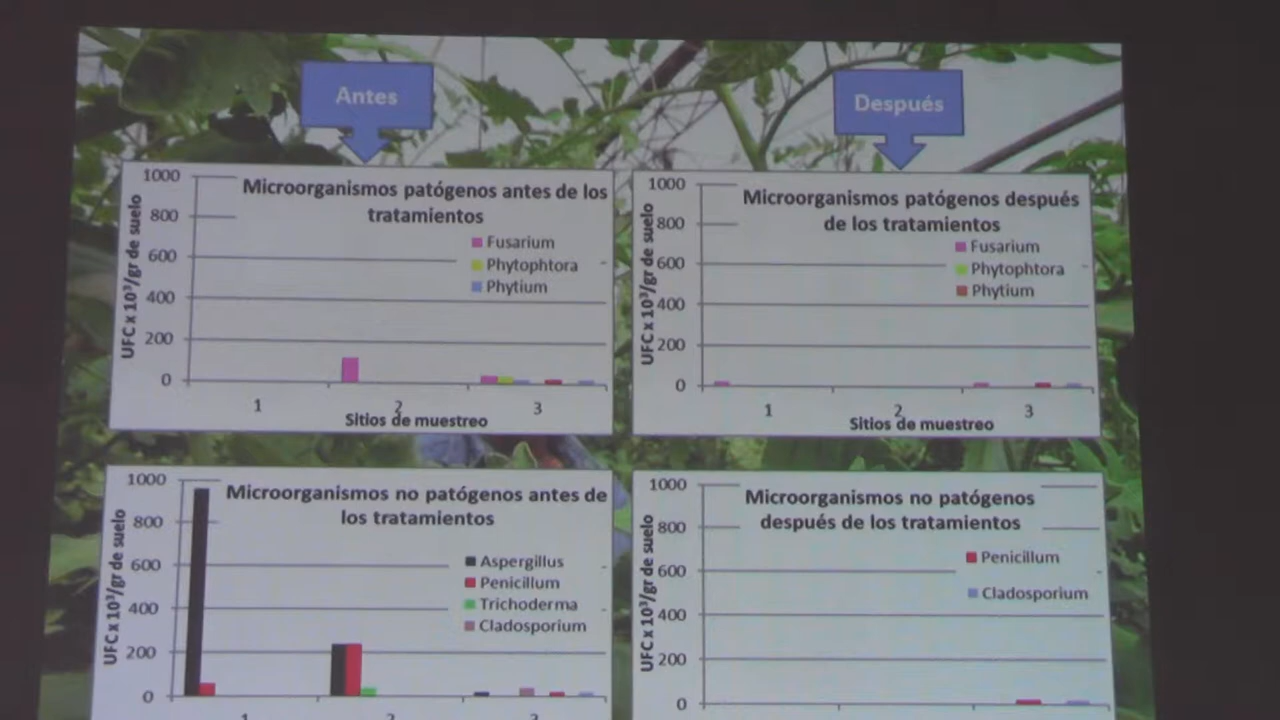 Antes
Después
Microorganismos patógenos antes de los
tratamientos
UFC x 10³/gr de suelo
1000
800
600
400
200
0
Fusarium
Phytophtora
Phytium
1
2
3
Sitios de muestreo
Microorganismos patógenos después
de los tratamientos
UFC x 10³/gr de suelo
1000
800
600
400
200
0
Fusarium
Phytophtora
Phytium
1
2
3
Sitios de muestreo
Microorganismos no patógenos antes de
los tratamientos
UFC x 10³/gr de suelo
1000
800
600
400
200
0
Aspergillus
Penicillum
Trichoderma
Cladosporium
1
2
3
Microorganismos no patógenos
después de los tratamientos
UFC x 10³/gr de suelo
1000
800
600
400
200
0
Penicillum
Cladosporium